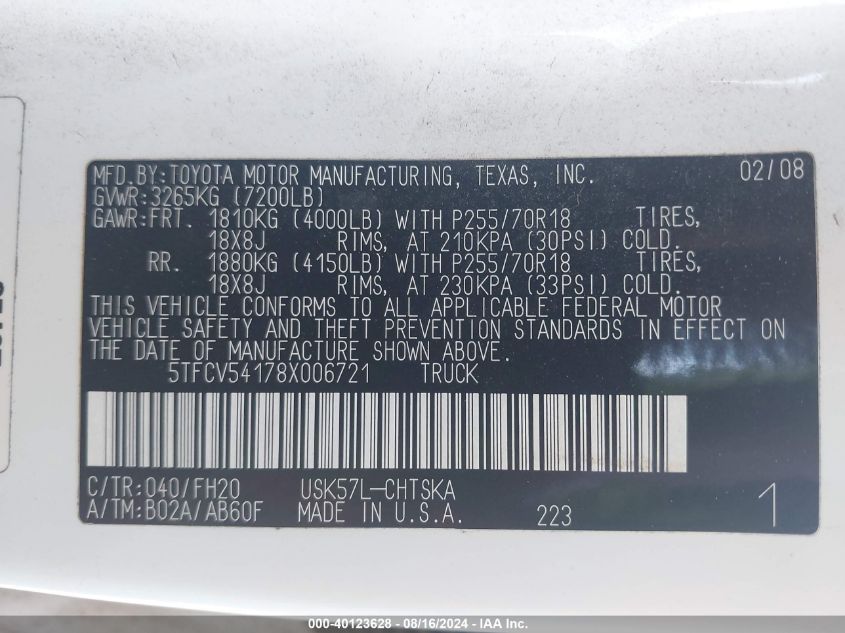 MFD.BY:TOYOTA MOTOR MANUFACTURING, TEXAS, INC. 02/08
GVWR:3265KG (7200LB)
GAWR:FRT. 1810KG (4000LB) WITH P255/70R18 TIRES,
18X8J RIMS, AT 210KPA (30PSI) COLD.
RR. 1880KG (4150LB) WITH P255/70R18 TIRES,
18X8J RIMS, AT 230KPA (33PSI) COLD.
THIS VEHICLE CONFORMS TO ALL APPLICABLE FEDERAL MOTOR
VEHICLE SAFETY AND THEFT PREVENTION STANDARDS IN EFFECT ON
THE DATE OF MANUFACTURE SHOWN ABOVE.
5TFCV54178X006721 TRUCK
C/TR:040/FH20 USK57L-CHTSKA
A/TM:B02A/AB60F MADE IN U.S.A. 223 1
000-40123628 - 08/16/2024 - IAA Inc.